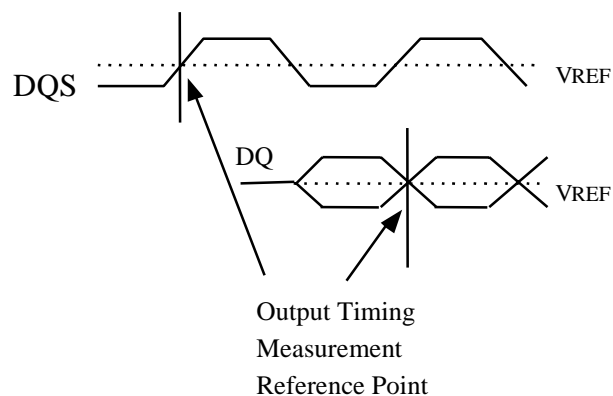 DQS
VREF
DQ
VREF
Output Timing
Measurement
Reference Point